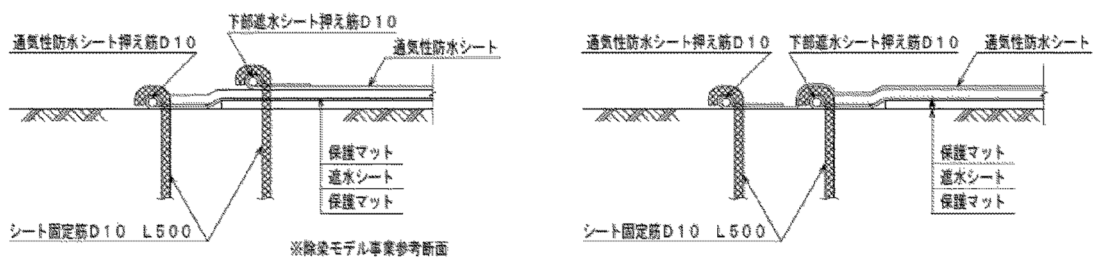 下部遮水シート押え筋D10
通気性防水シート押え筋D10
通気性防水シート
保護マット
遮水シート
保護マット
シート固定筋D10 L500
※除染モデル事業参考断面
通気性防水シート押え筋D10
下部遮水シート押え筋D10
通気性防水シート
保護マット
遮水シート
保護マット
シート固定筋D10 L500